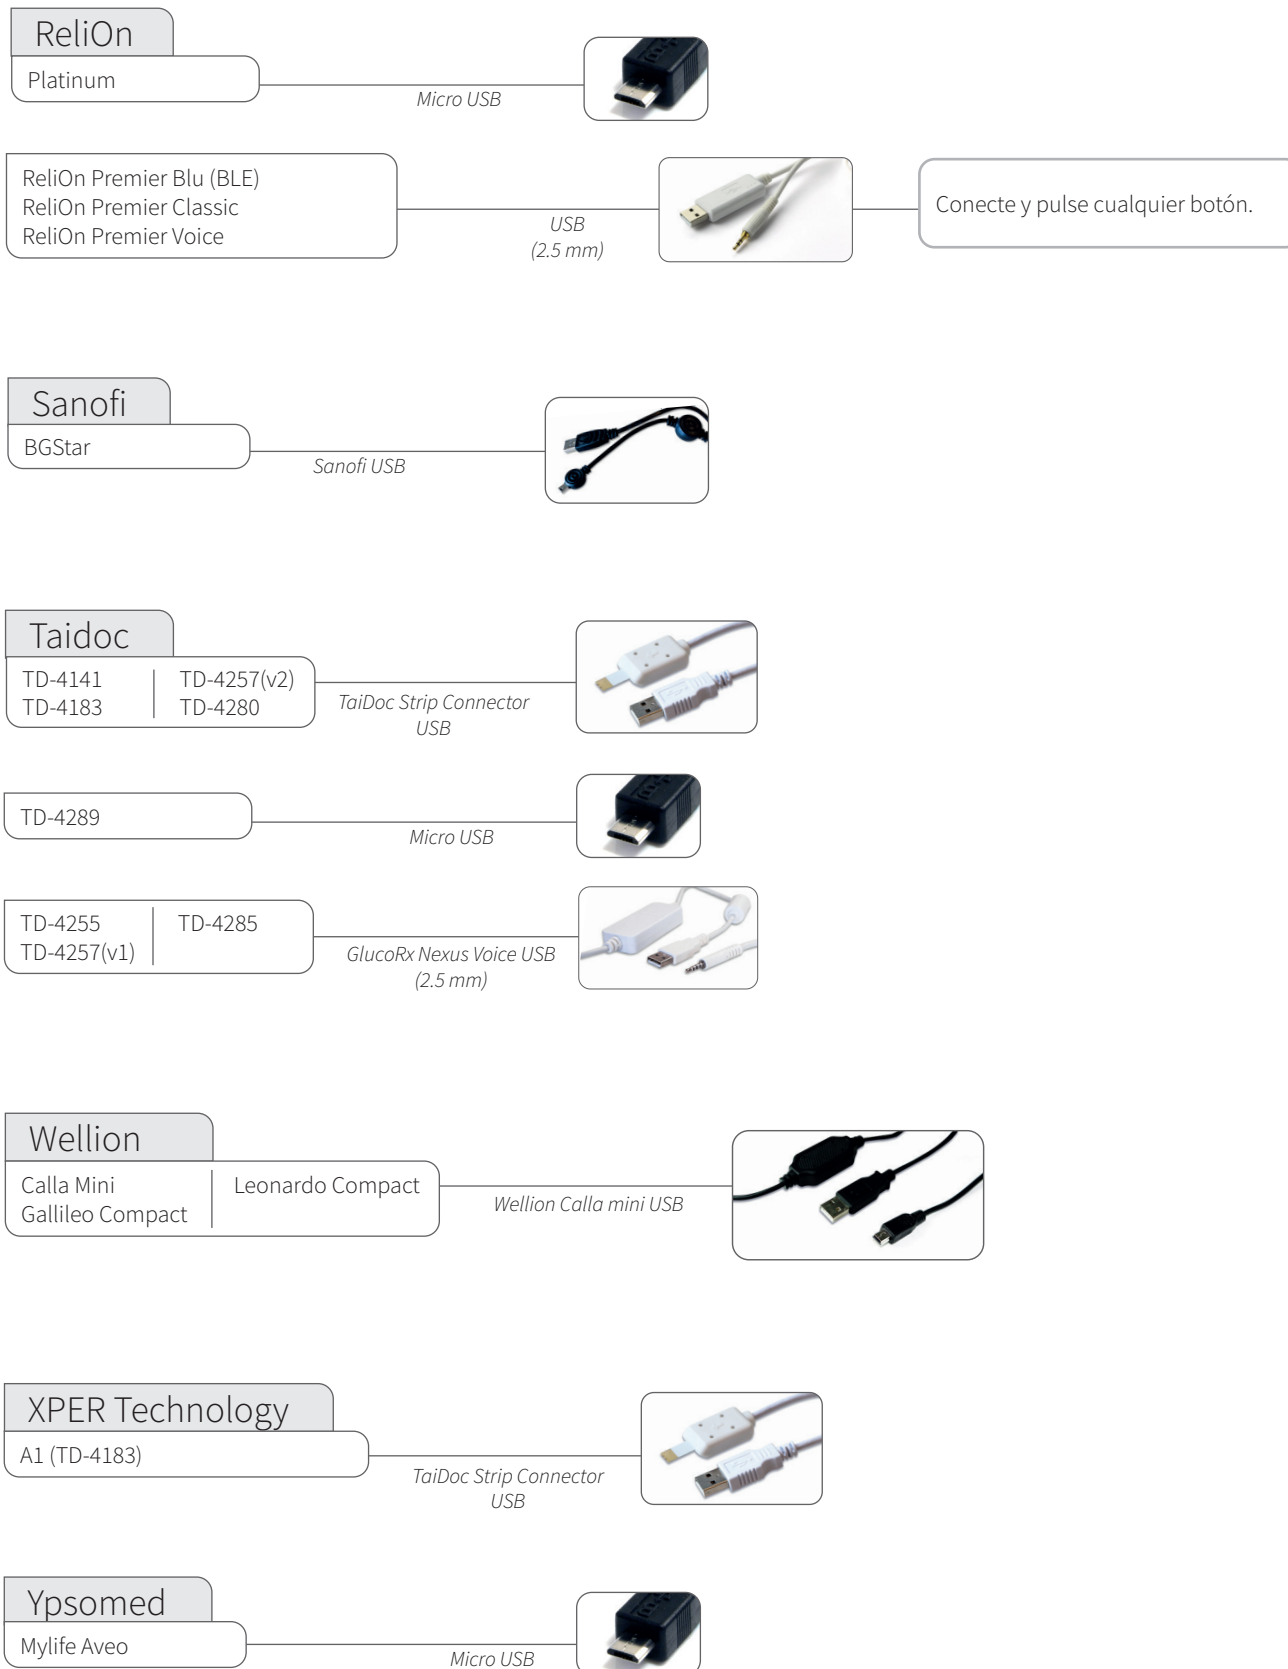 ReliOn
Platinum
Micro USB
ReliOn Premier Blu (BLE)
ReliOn Premier Classic
ReliOn Premier Voice
USB
(2.5 mm)
Conecte y pulse cualquier botón.
Sanofi
BGStar
Sanofi USB
Taidoc
TD-4141
TD-4183
TD-4257(v2)
TD-4280
TaiDoc Strip Connector
USB
TD-4289
Micro USB
TD-4255
TD-4257(v1)
TD-4285
GlucoRx Nexus Voice USB
(2.5 mm)
Wellion
Calla Mini
Gallileo Compact
Leonardo Compact
Wellion Calla mini USB
XPER Technology
A1 (TD-4183)
TaiDoc Strip Connector
USB
Ypsomed
Mylife Aveo
Micro USB